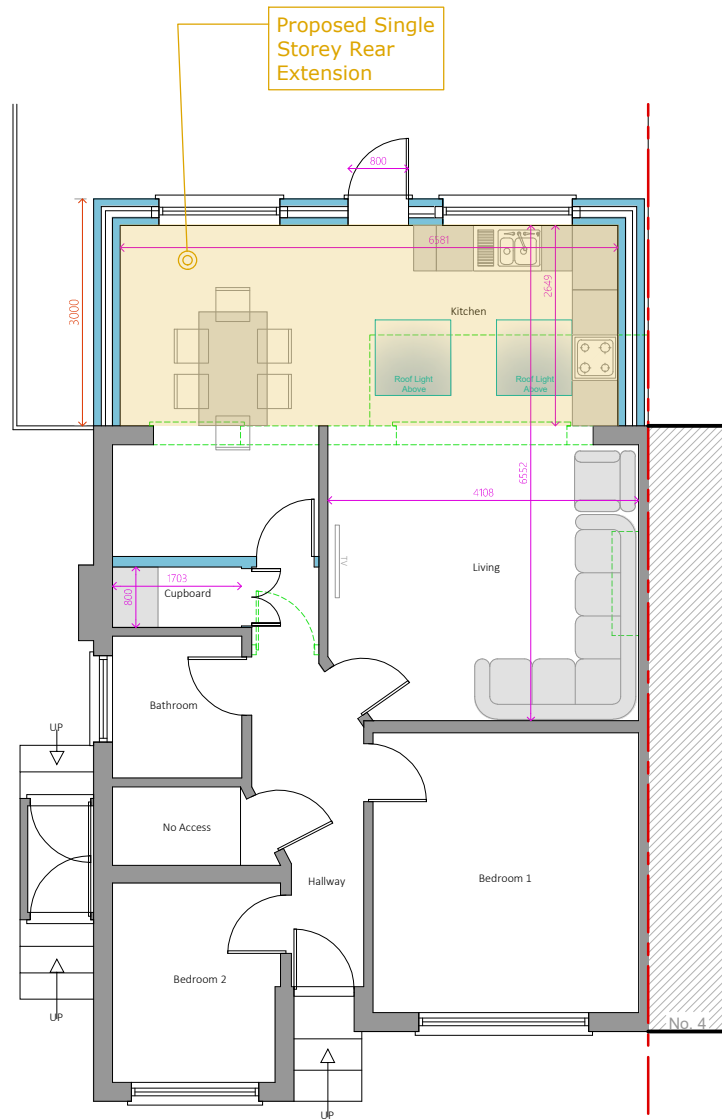 Proposed Single
Storey Rear
Extension
800
6581
3000
2649
Kitchen
Roof Light
Above
Roof Light
Above
6552
4108
TV
Living
1703
800
Cupboard
Bathroom
UP
No Access
Hallway
Bedroom 1
Bedroom 2
UP
No. 4
UP